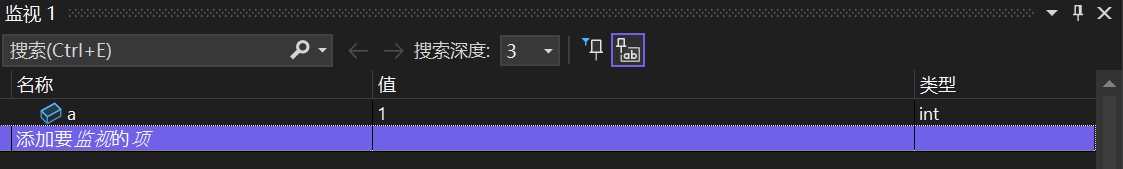 监视 1
搜索(Ctrl+E) 搜索深度: 3 ab
名称 值 类型
a 1 int
添加要监视的项